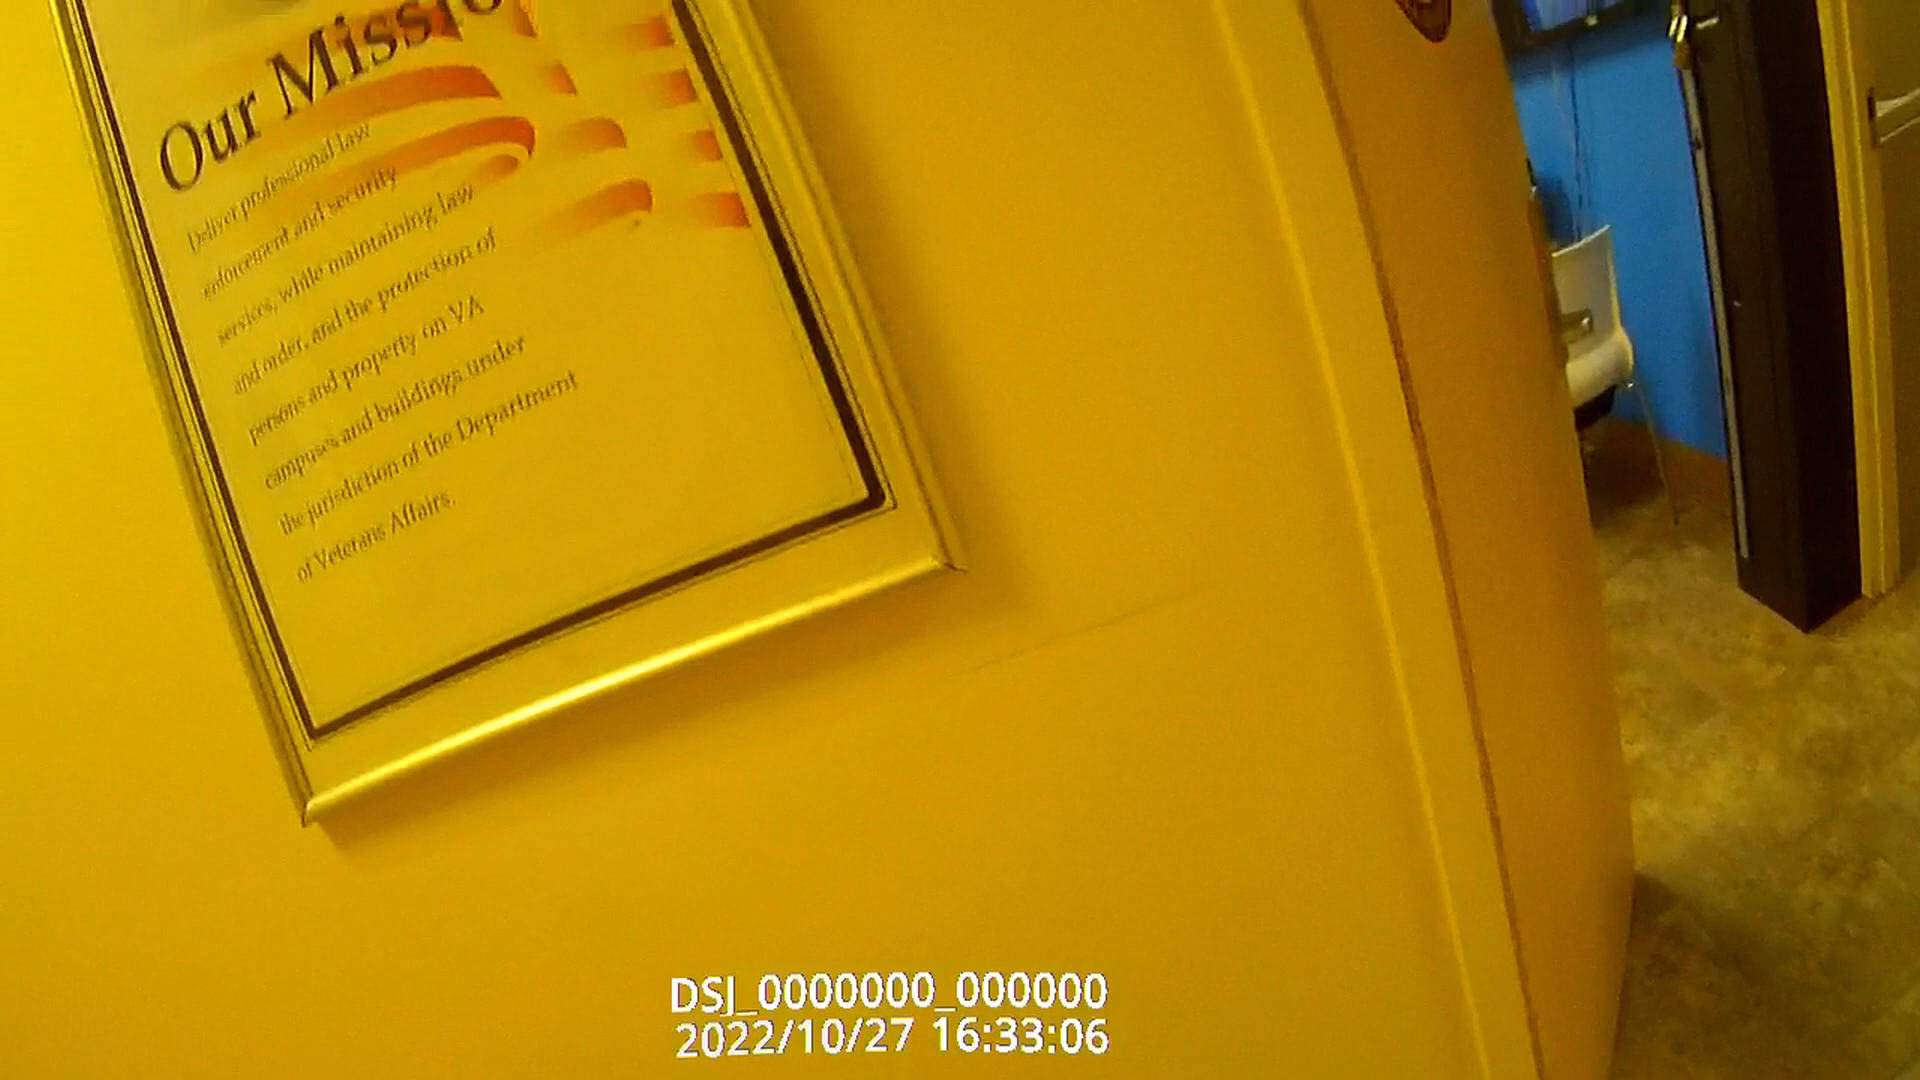 Our Missio
Deliver professional law
enforcement and security
services, while maintaining law
and order, and the protection of
persons and property on VA
campuses and buildings under
the jurisdiction of the Department
of Veterans Affairs.
DSJ_0000000_000000
2022/10/27 16:33:06